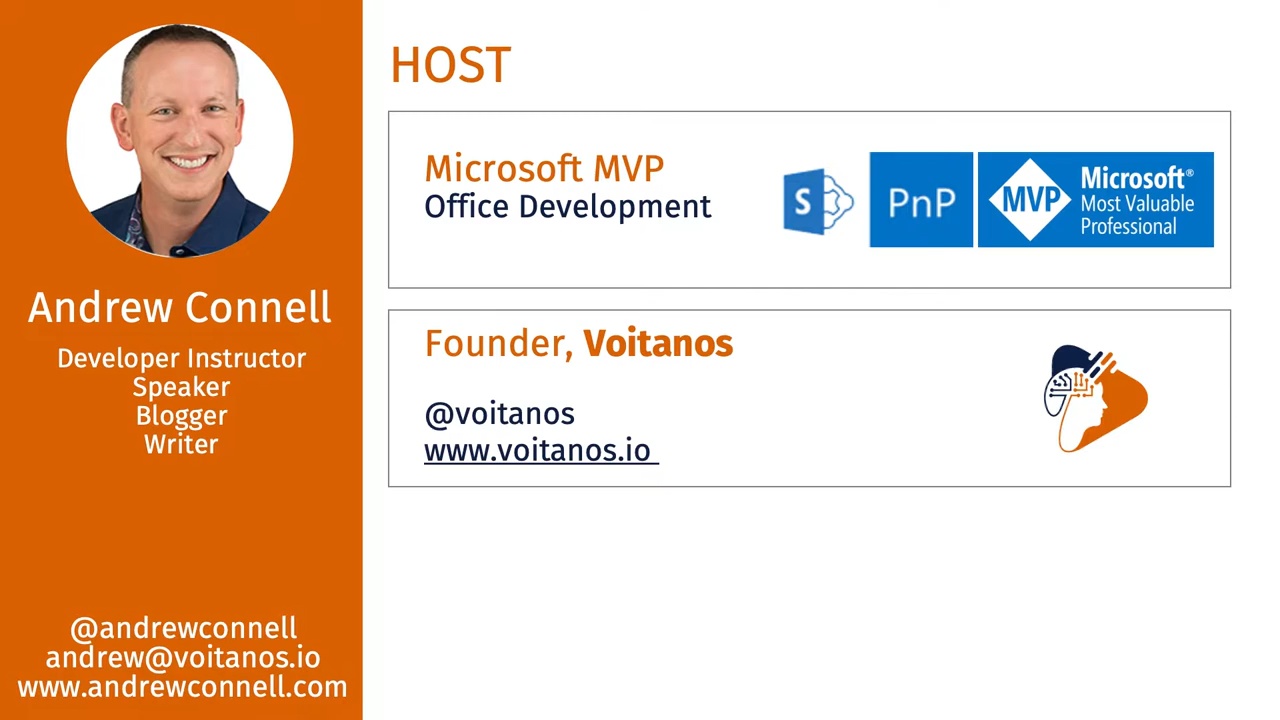 Andrew Connell
Developer Instructor
Speaker
Blogger
Writer
@andrewconnell
andrew@voitanos.io
www.andrewconnell.com
HOST
Microsoft MVP
Office Development
S
PnP
MVP
Microsoft®
Most Valuable
Professional
Founder, Voitanos
@voitanos
www.voitanos.io